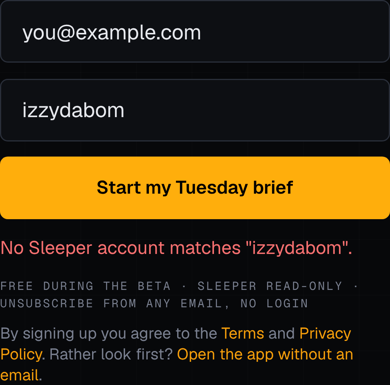 you@example.com
izzydabom
Start my Tuesday brief
No Sleeper account matches "izzydabom".
FREE DURING THE BETA · SLEEPER READ-ONLY ·
UNSUBSCRIBE FROM ANY EMAIL, NO LOGIN
By signing up you agree to the Terms and Privacy
Policy. Rather look first? Open the app without an
email.